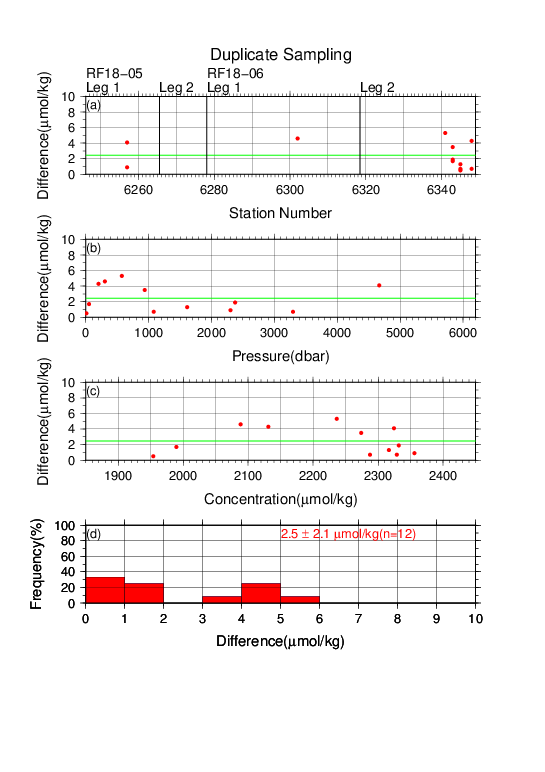 Duplicate Sampling
RF18−05 RF18−06
Leg 1 Leg 2 Leg 1 Leg 2
(a)
Difference(μmol/kg)
10
8
6
4
2
0
6260 6280 6300 6320 6340
Station Number
(b)
Difference(μmol/kg)
10
8
6
4
2
0
0 1000 2000 3000 4000 5000 6000
Pressure(dbar)
(c)
Difference(μmol/kg)
10
8
6
4
2
0
1900 2000 2100 2200 2300 2400
Concentration(μmol/kg)
(d)
2.5 ± 2.1 μmol/kg(n=12)
Frequency(%)
100
80
60
40
20
0
0 1 2 3 4 5 6 7 8 9 10
Difference(μmol/kg)